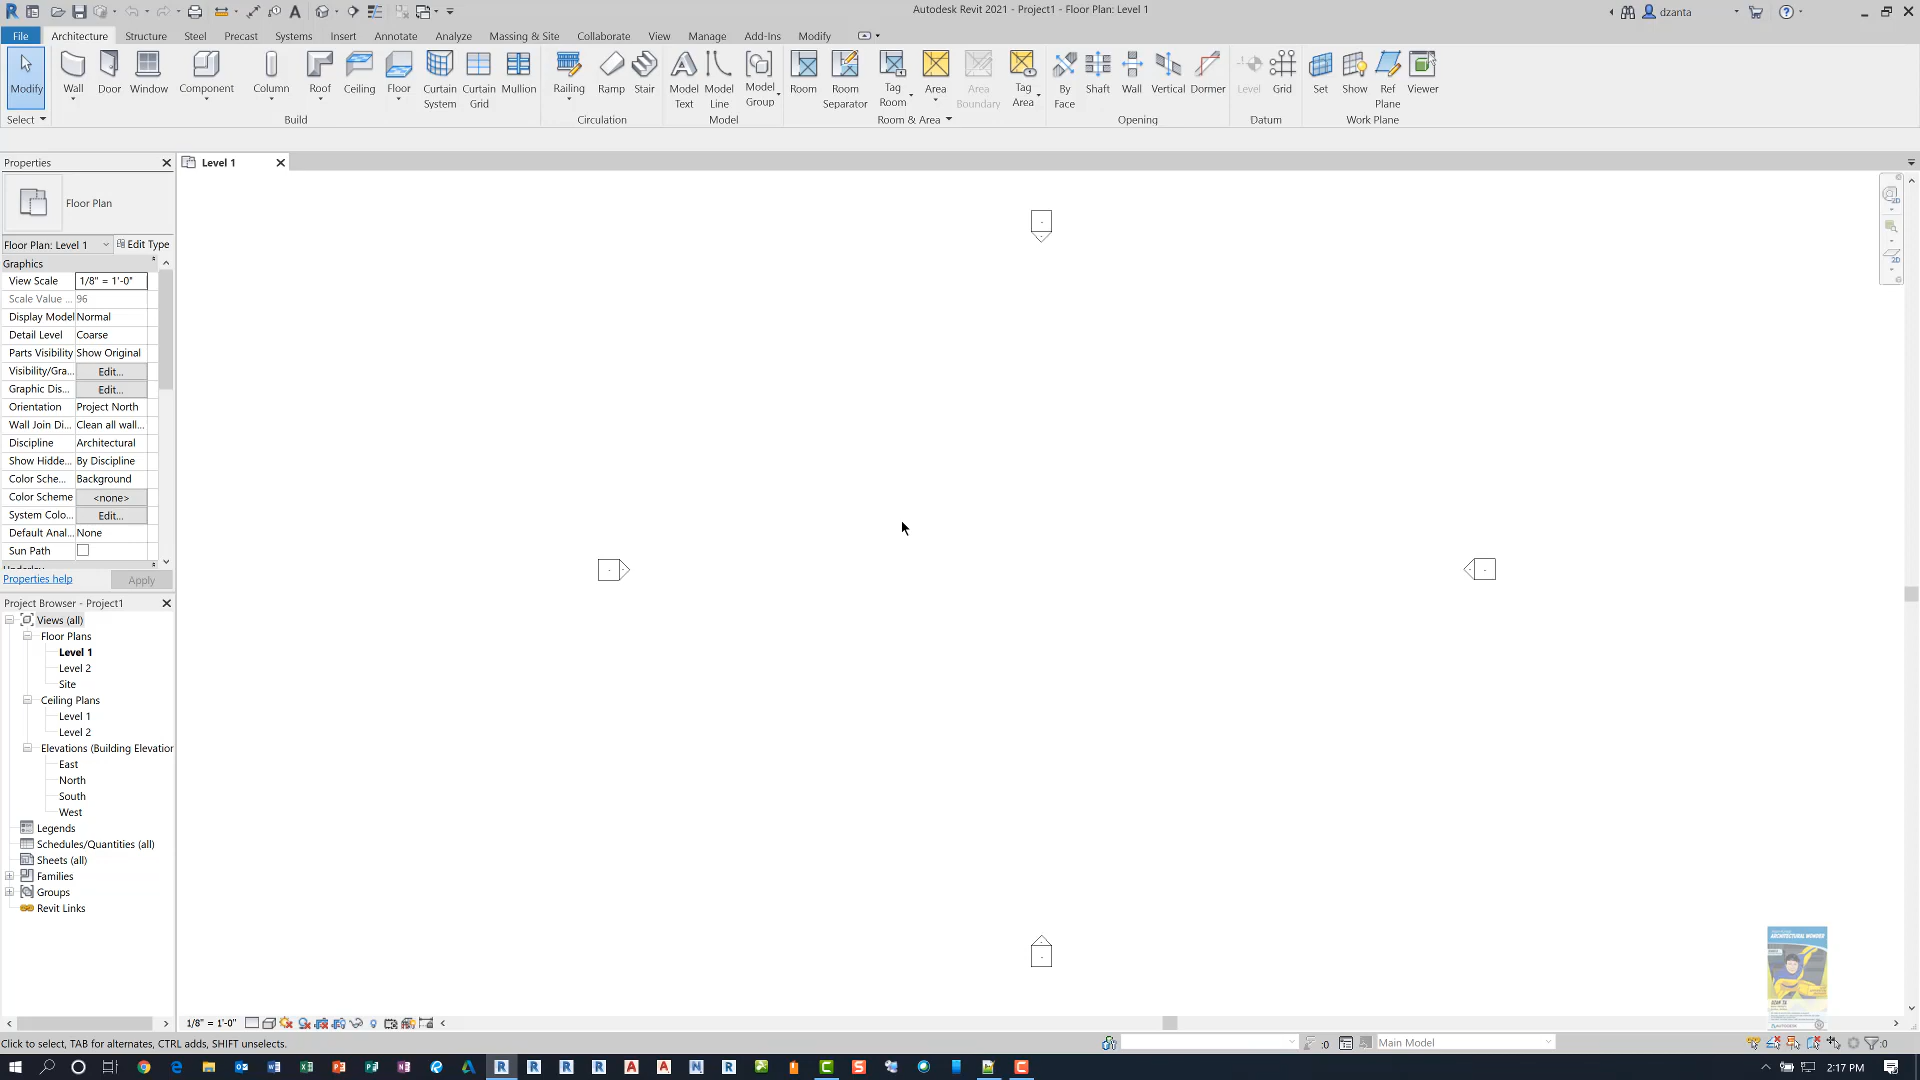 Autodesk Revit 2021 - Project1 - Floor Plan: Level 1
dzanta
File Architecture Structure Steel Precast Systems Insert Annotate Analyze Massing & Site Collaborate View Manage Add-Ins Modify
Modify Wall Door Window Component Column Roof Ceiling Floor Curtain System Curtain Grid Mullion Railing Ramp Stair Model Text Model Line Model Group Room Room Separator Tag Room Area Area Boundary Tag Area By Face Shaft Wall Vertical Dormer Level Grid Set Show Ref Plane Viewer
Select Build Circulation Model Room & Area Opening Datum Work Plane
Properties
Level 1
Floor Plan
Floor Plan: Level 1 Edit Type
Graphics
View Scale 1/8" = 1'-0"
Scale Value ... 96
Display Model Normal
Detail Level Coarse
Parts Visibility Show Original
Visibility/Gra... Edit...
Graphic Dis... Edit...
Orientation Project North
Wall Join Di... Clean all wall...
Discipline Architectural
Show Hidde... By Discipline
Color Sche... Background
Color Scheme <none>
System Colo... Edit...
Default Anal... None
Sun Path
Underlay
Properties help Apply
Project Browser - Project1
Views (all)
Floor Plans
Level 1
Level 2
Site
Ceiling Plans
Level 1
Level 2
Elevations (Building Elevation
East
North
South
West
Legends
Schedules/Quantities (all)
Sheets (all)
Families
Groups
Revit Links
ARCHITECTURAL WONDER
AUTODESK
1/8" = 1'-0"
Click to select, TAB for alternates, CTRL adds, SHIFT unselects.
:0
Main Model
:0
2:17 PM